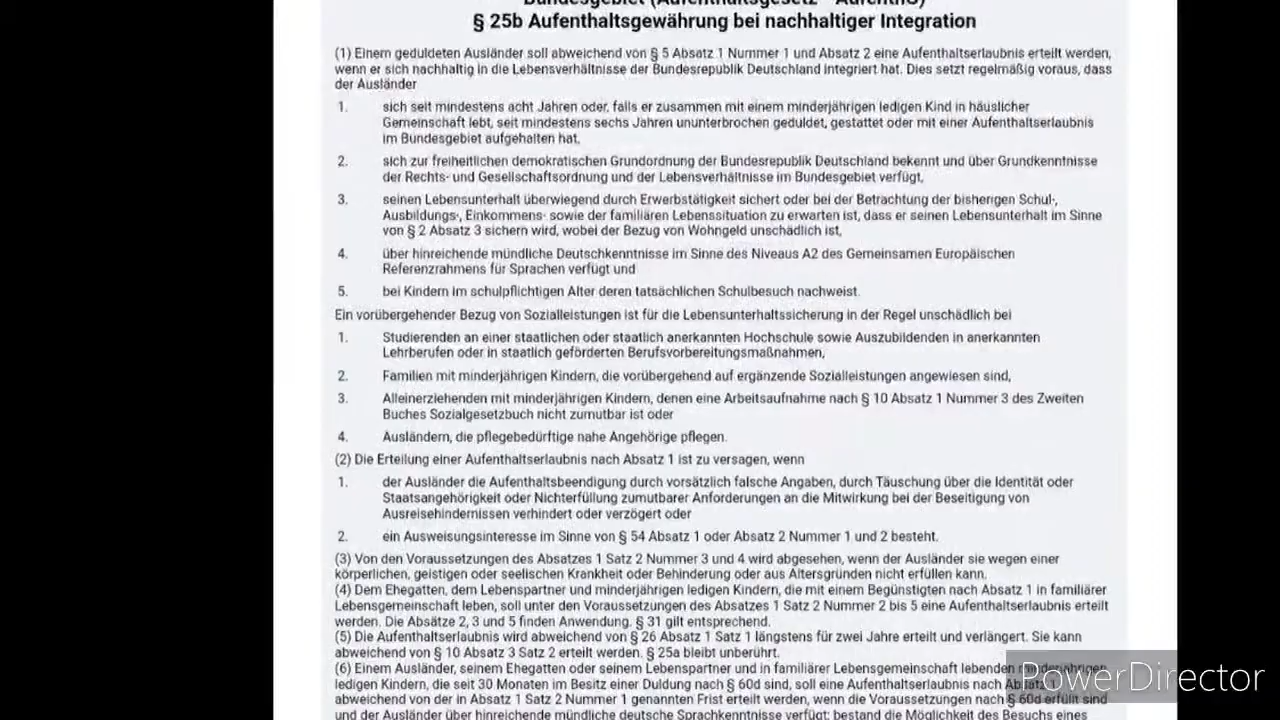 Bundesgebiet (Aufenthaltsgesetz - AufenthG)
§ 25b Aufenthaltsgewährung bei nachhaltiger Integration
(1) Einem geduldeten Ausländer soll abweichend von § 5 Absatz 1 Nummer 1 und Absatz 2 eine Aufenthaltserlaubnis erteilt werden,
wenn er sich nachhaltig in die Lebensverhältnisse der Bundesrepublik Deutschland integriert hat. Dies setzt regelmäßig voraus, dass
der Ausländer
1. sich seit mindestens acht Jahren oder, falls er zusammen mit einem minderjährigen ledigen Kind in häuslicher
Gemeinschaft lebt, seit mindestens sechs Jahren ununterbrochen geduldet, gestattet oder mit einer Aufenthaltserlaubnis
im Bundesgebiet aufgehalten hat,
2. sich zur freiheitlichen demokratischen Grundordnung der Bundesrepublik Deutschland bekennt und über Grundkenntnisse
der Rechts- und Gesellschaftsordnung und der Lebensverhältnisse im Bundesgebiet verfügt,
3. seinen Lebensunterhalt überwiegend durch Erwerbstätigkeit sichert oder bei der Betrachtung der bisherigen Schul-,
Ausbildungs-, Einkommens- sowie der familiären Lebenssituation zu erwarten ist, dass er seinen Lebensunterhalt im Sinne
von § 2 Absatz 3 sichern wird, wobei der Bezug von Wohngeld unschädlich ist,
4. über hinreichende mündliche Deutschkenntnisse im Sinne des Niveaus A2 des Gemeinsamen Europäischen
Referenzrahmens für Sprachen verfügt und
5. bei Kindern im schulpflichtigen Alter deren tatsächlichen Schulbesuch nachweist.
Ein vorübergehender Bezug von Sozialleistungen ist für die Lebensunterhaltssicherung in der Regel unschädlich bei
1. Studierenden an einer staatlichen oder staatlich anerkannten Hochschule sowie Auszubildenden in anerkannten
Lehrberufen oder in staatlich geförderten Berufsvorbereitungsmaßnahmen,
2. Familien mit minderjährigen Kindern, die vorübergehend auf ergänzende Sozialleistungen angewiesen sind,
3. Alleinerziehenden mit minderjährigen Kindern, denen eine Arbeitsaufnahme nach § 10 Absatz 1 Nummer 3 des Zweiten
Buches Sozialgesetzbuch nicht zumutbar ist oder
4. Ausländern, die pflegebedürftige nahe Angehörige pflegen.
(2) Die Erteilung einer Aufenthaltserlaubnis nach Absatz 1 ist zu versagen, wenn
1. der Ausländer die Aufenthaltsbeendigung durch vorsätzlich falsche Angaben, durch Täuschung über die Identität oder
Staatsangehörigkeit oder Nichterfüllung zumutbarer Anforderungen an die Mitwirkung bei der Beseitigung von
Ausreisehindernissen verhindert oder verzögert oder
2. ein Ausweisungsinteresse im Sinne von § 54 Absatz 1 oder Absatz 2 Nummer 1 und 2 besteht.
(3) Von den Voraussetzungen des Absatzes 1 Satz 2 Nummer 3 und 4 wird abgesehen, wenn der Ausländer sie wegen einer
körperlichen, geistigen oder seelischen Krankheit oder Behinderung oder aus Altersgründen nicht erfüllen kann.
(4) Dem Ehegatten, dem Lebenspartner und minderjährigen ledigen Kindern, die mit einem Begünstigten nach Absatz 1 in familiärer
Lebensgemeinschaft leben, soll unter den Voraussetzungen des Absatzes 1 Satz 2 Nummer 2 bis 5 eine Aufenthaltserlaubnis erteilt
werden. Die Absätze 2, 3 und 5 finden Anwendung. § 31 gilt entsprechend.
(5) Die Aufenthaltserlaubnis wird abweichend von § 26 Absatz 1 Satz 1 längstens für zwei Jahre erteilt und verlängert. Sie kann
abweichend von § 10 Absatz 3 Satz 2 erteilt werden. § 25a bleibt unberührt.
(6) Einem Ausländer, seinem Ehegatten oder seinem Lebenspartner und in familiärer Lebensgemeinschaft lebenden minderjährigen
ledigen Kindern, die seit 30 Monaten im Besitz einer Duldung nach § 60d sind, soll eine Aufenthaltserlaubnis nach Absatz 1
abweichend von der in Absatz 1 Satz 2 Nummer 1 genannten Frist erteilt werden, wenn die Voraussetzungen nach § 60d erfüllt sind
und der Ausländer über hinreichende mündliche deutsche Sprachkenntnisse verfügt; bestand die Möglichkeit des Besuchs eines
PowerDirector